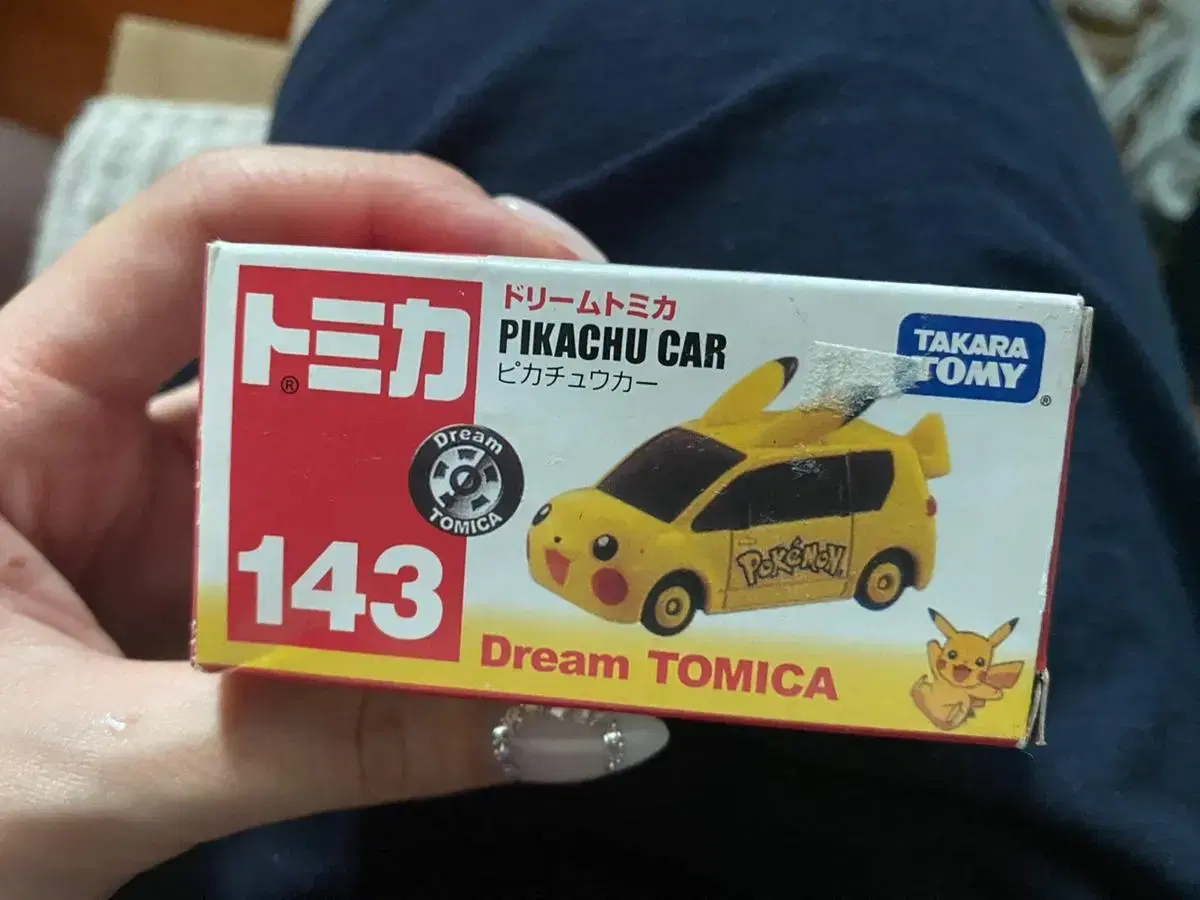 トミカ
®
ドリームトミカ
PIKACHU CAR
ピカチュウカー
TAKARA
TOMY
®
Dream
TOMICA
143
POKéMON
Dream TOMICA